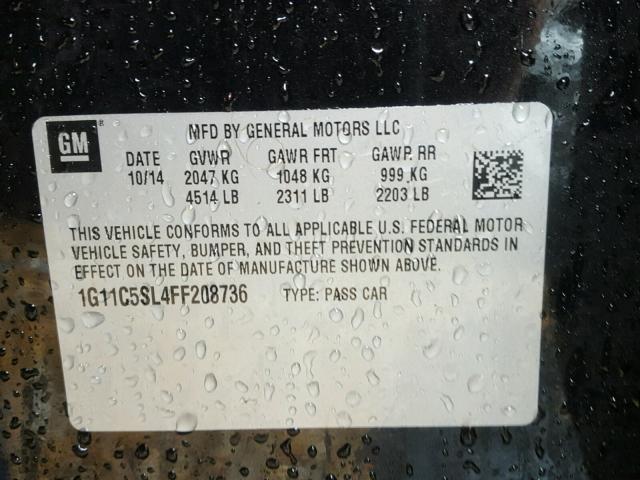 GM ®
MFD BY GENERAL MOTORS LLC
DATE GVWR GAWR FRT GAWR RR
10/14 2047 KG 1048 KG 999 KG
4514 LB 2311 LB 2203 LB
THIS VEHICLE CONFORMS TO ALL APPLICABLE U.S. FEDERAL MOTOR
VEHICLE SAFETY, BUMPER, AND THEFT PREVENTION STANDARDS IN
EFFECT ON THE DATE OF MANUFACTURE SHOWN ABOVE.
1G11C5SL4FF208736 TYPE: PASS CAR